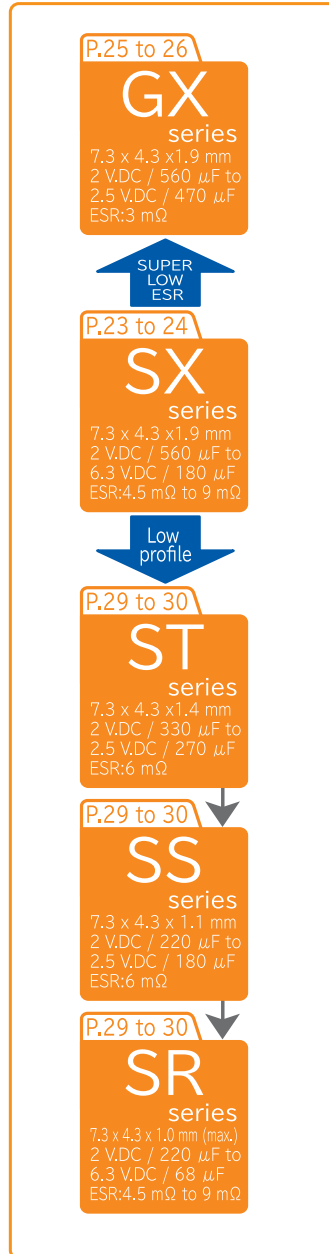 P.25 to 26
GX
series
7.3 x 4.3 x1.9 mm
2 V.DC / 560 μF to
2.5 V.DC / 470 μF
ESR:3 mΩ
SUPER
LOW
ESR
P.23 to 24
SX
series
7.3 x 4.3 x1.9 mm
2 V.DC / 560 μF to
6.3 V.DC / 180 μF
ESR:4.5 mΩ to 9 mΩ
Low
profile
P.29 to 30
ST
series
7.3 x 4.3 x1.4 mm
2 V.DC / 330 μF to
2.5 V.DC / 270 μF
ESR:6 mΩ
P.29 to 30
SS
series
7.3 x 4.3 x 1.1 mm
2 V.DC / 220 μF to
2.5 V.DC / 180 μF
ESR:6 mΩ
P.29 to 30
SR
series
7.3 x 4.3 x 1.0 mm (max.)
2 V.DC / 220 μF to
6.3 V.DC / 68 μF
ESR:4.5 mΩ to 9 mΩ